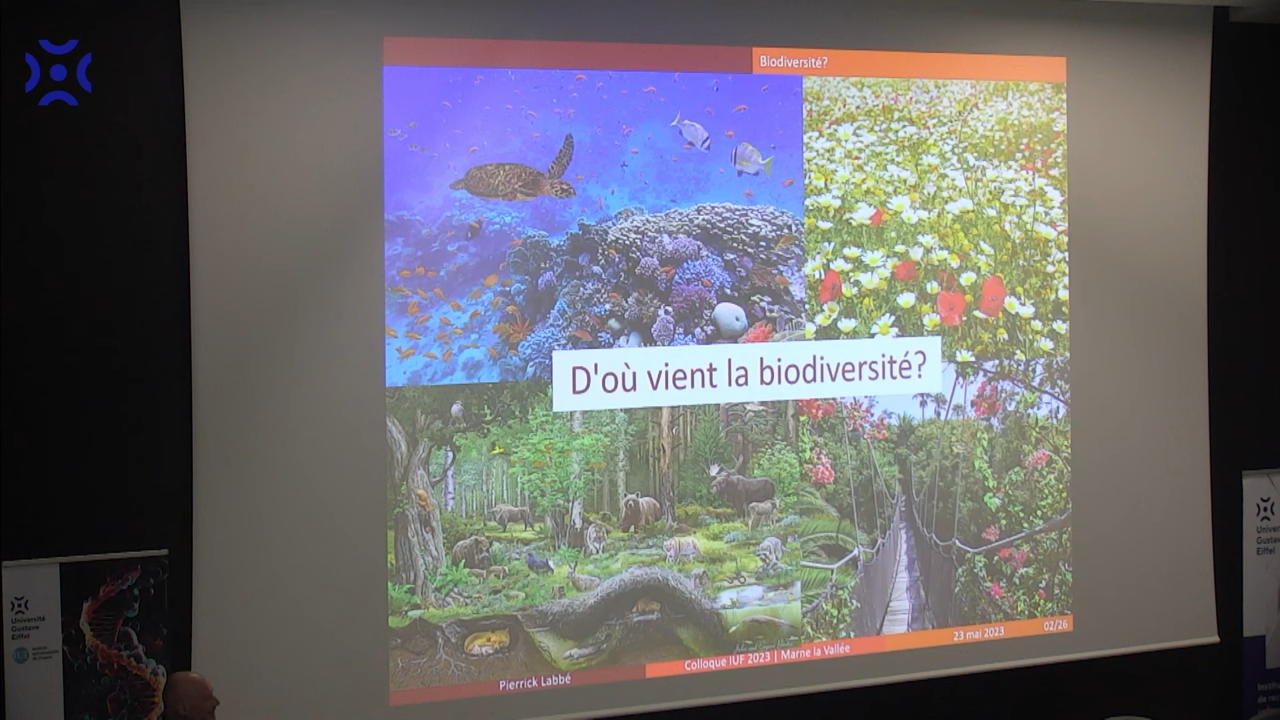 Biodiversité?
D'où vient la biodiversité?
Pierrick Labbé
Colloque IUF 2023 | Marne la Vallée
23 mai 2023
02/26
Université
Gustave
Eiffel
Eiffel